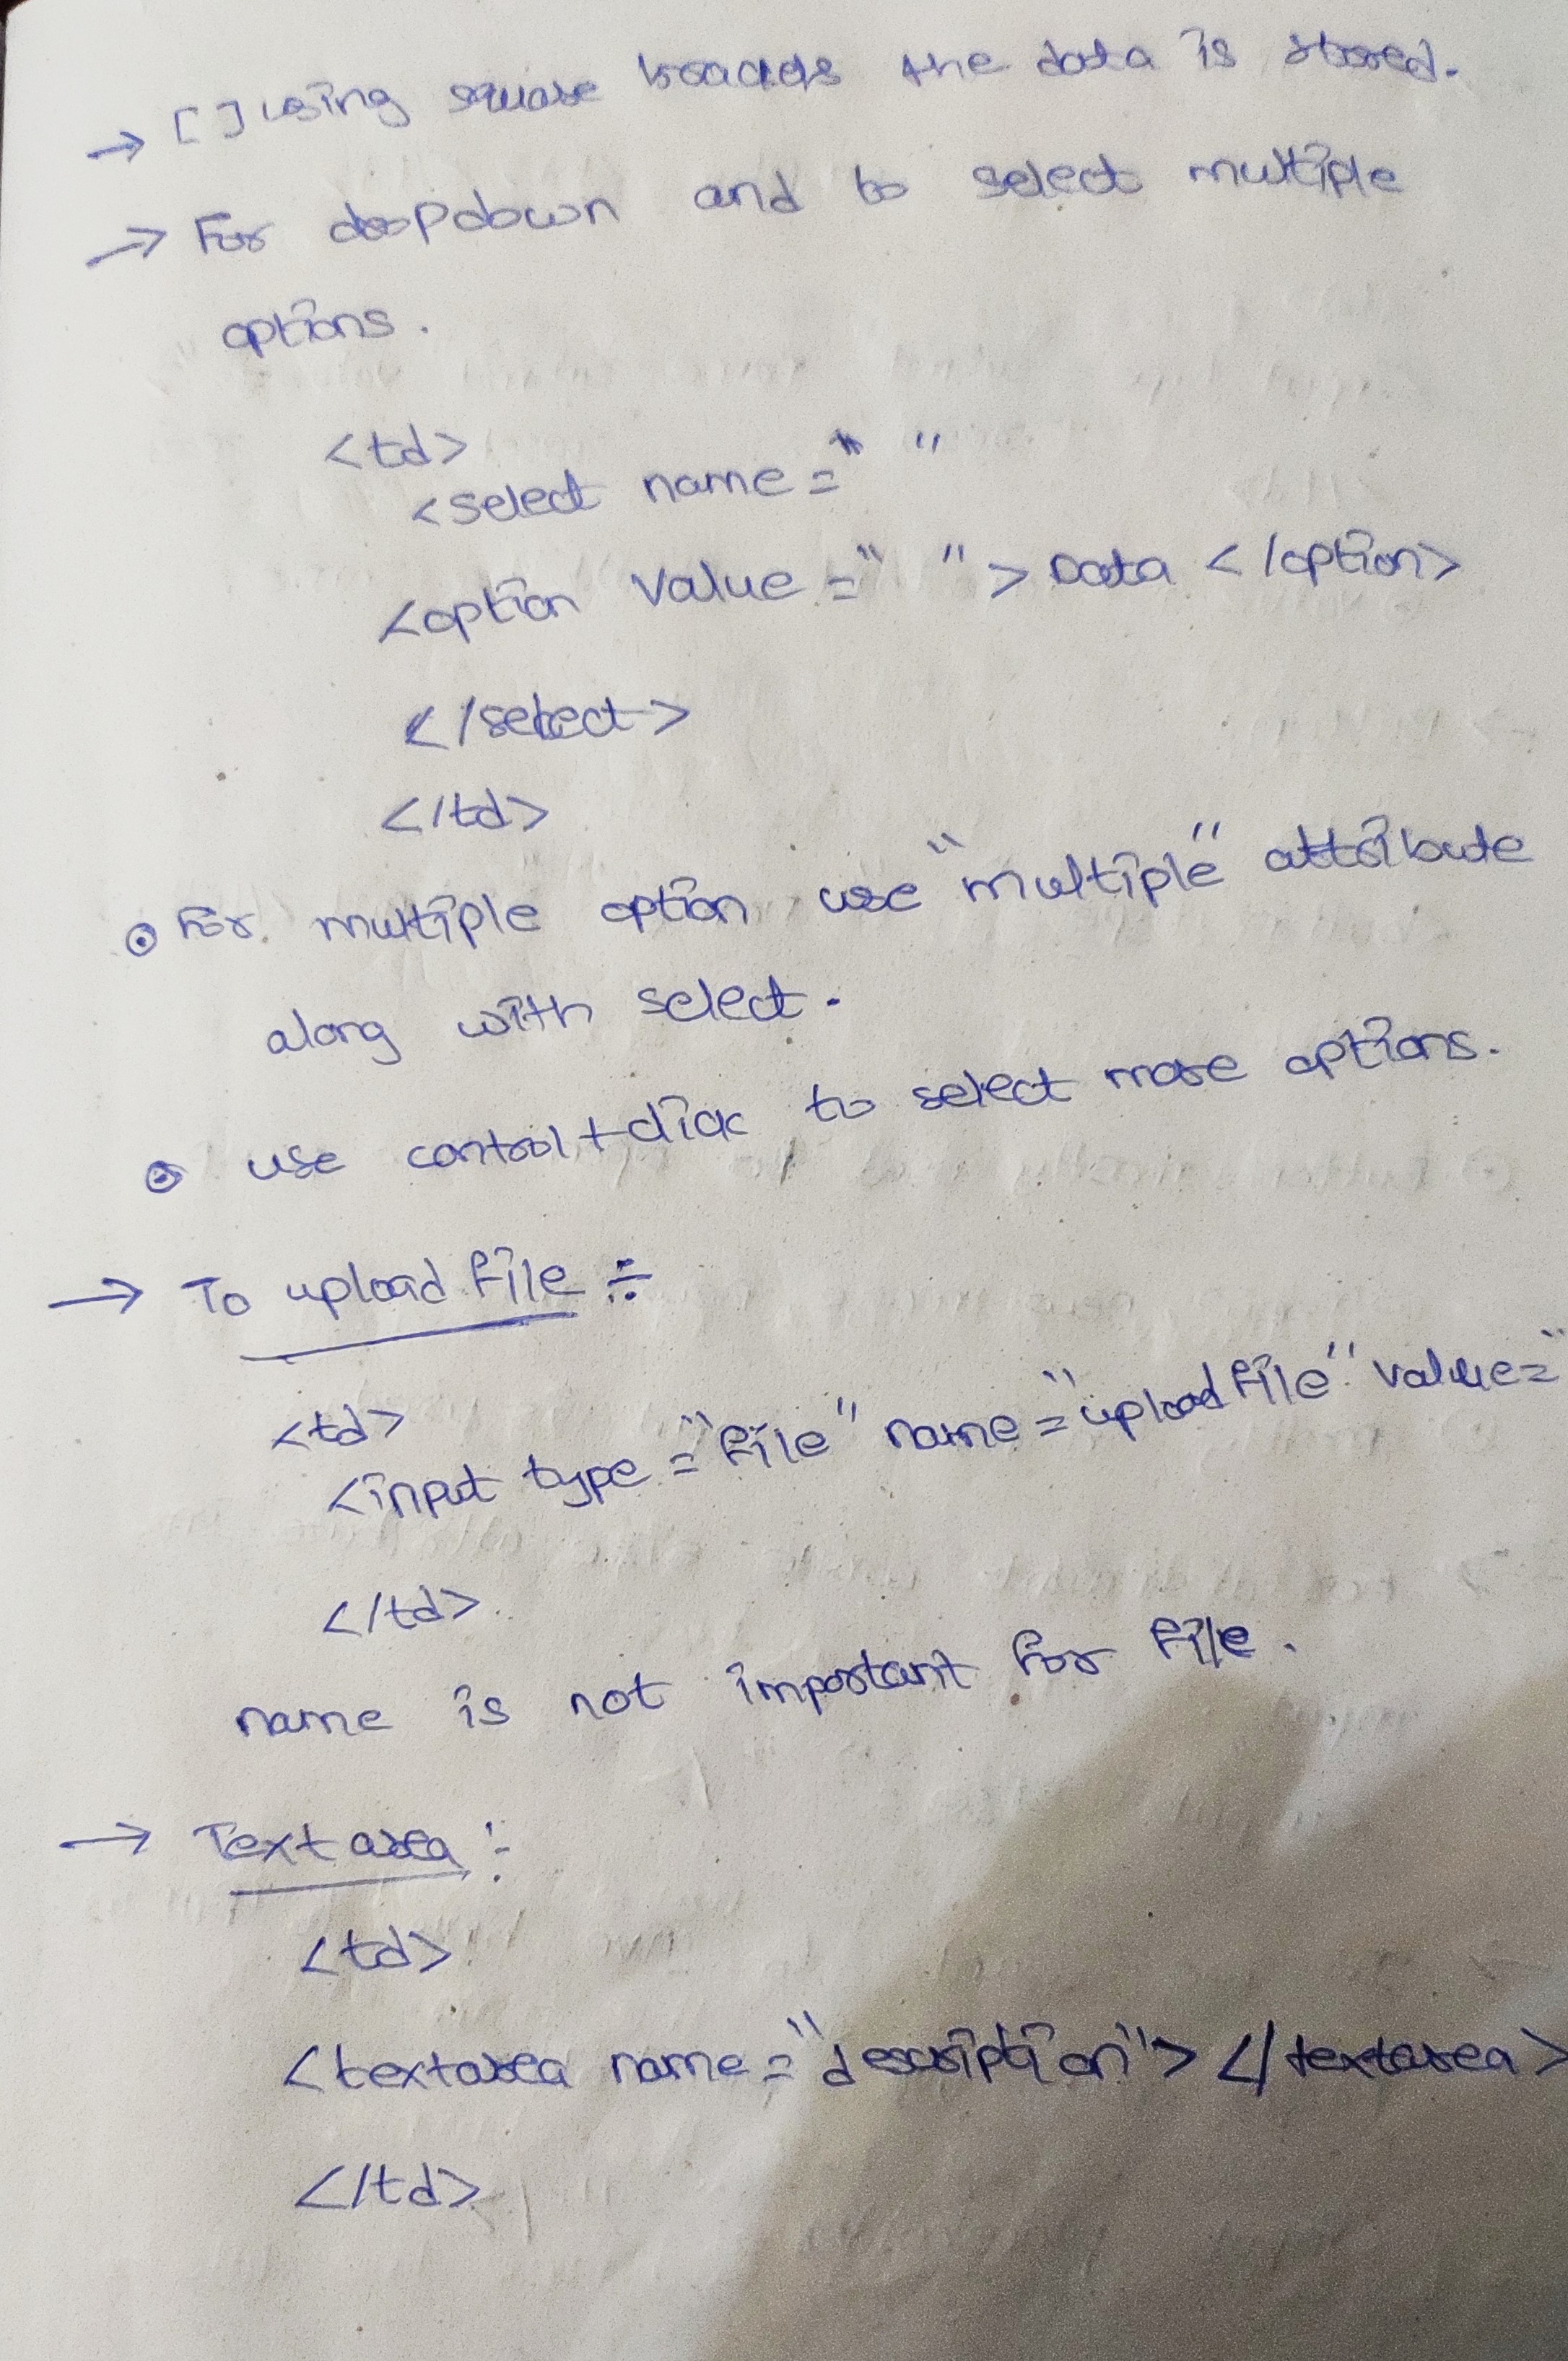 → [ ] using square bracets the data is stored.
→ For dropdown and to select multiple
options.
<td>
<select name = " "
<option value = " " > Data </option>
</select>
</td>
⊙ For. multiple option use "multiple" attribute
along with select.
⊙ use control+click to select more options.
→ To upload file :-
<td>
<input type = "file" name = "upload file" value = "
</td>
name is not important for file.
→ Text area :-
<td>
<textarea name = "description"> </textarea>
</td>